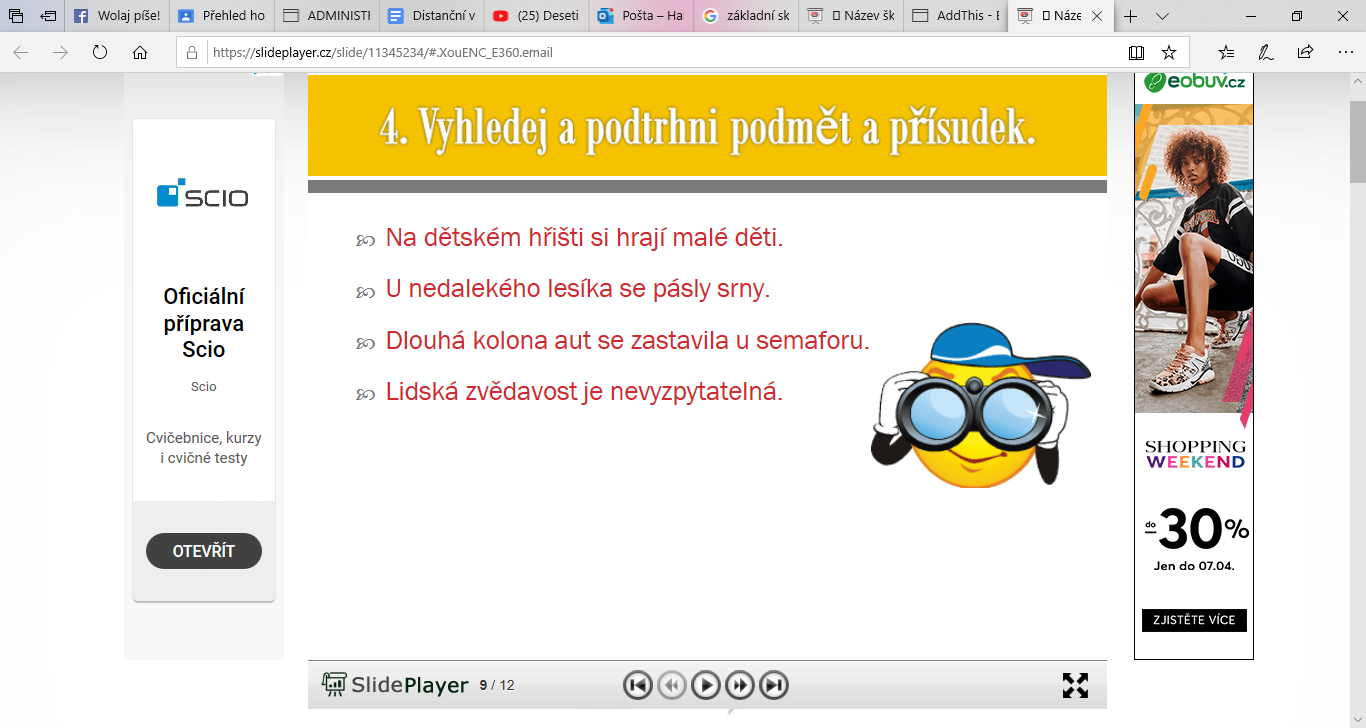 Wolaj píše!
Přehled ho
ADMINISTR
Distanční v
(25) Deseti
Pošta – Ha
základní sk
Název šk
AddThis - E
Náze
https://slideplayer.cz/slide/11345234/#.XouENC_E360.email
eobuv.cz
4. Vyhledej a podtrhni podmět a přísudek.
SCIO
Oficiální
příprava
Scio
Scio
Cvičebnice, kurzy
i cvičné testy
OTEVŘÍT
Na dětském hřišti si hrají malé děti.
U nedalekého lesíka se pásly srny.
Dlouhá kolona aut se zastavila u semaforu.
Lidská zvědavost je nevyzpytatelná.
SHOPPING
WEEKEND
do
–30%
Jen do 07.04.
ZJISTĚTE VÍCE
SlidePlayer 9 / 12